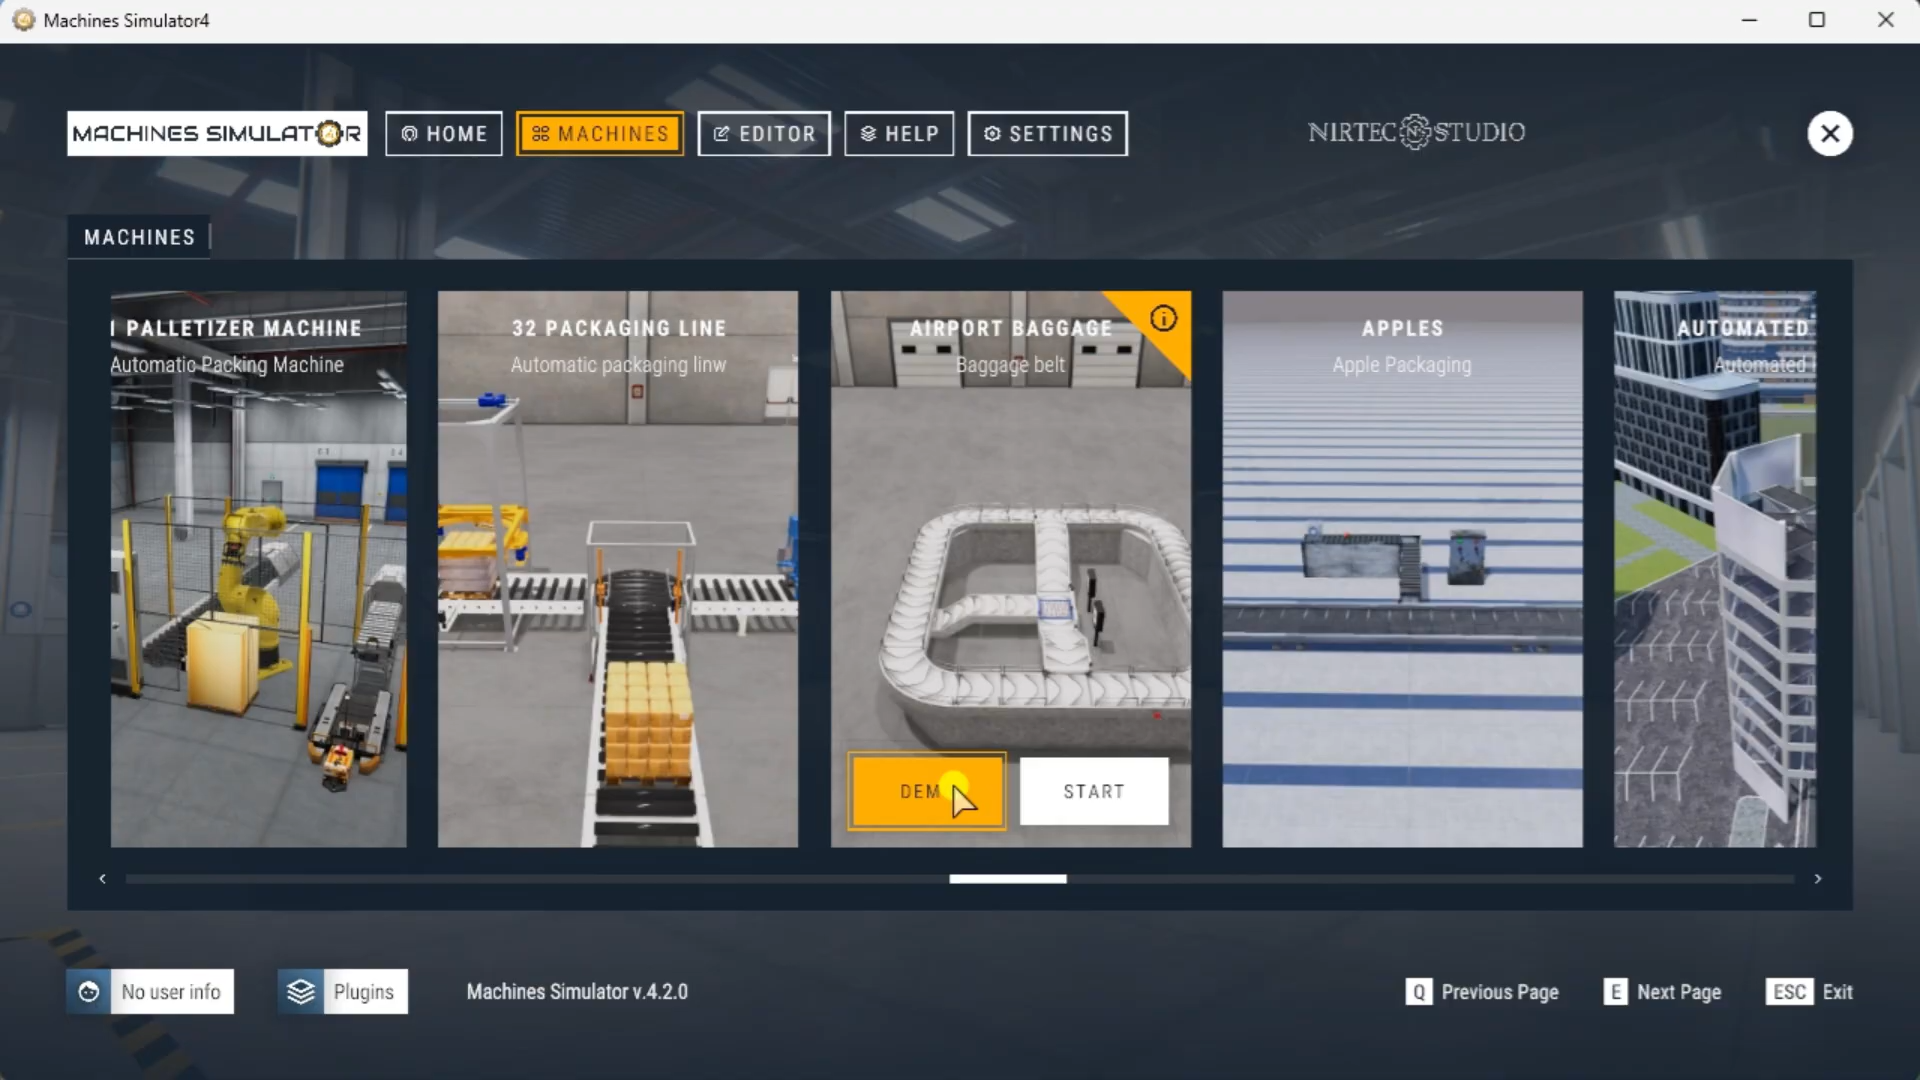 Machines Simulator4
MACHINES SIMULATOR
HOME
MACHINES
EDITOR
HELP
SETTINGS
NIRTEC STUDIO
MACHINES
I PALLETIZER MACHINE
Automatic Packing Machine
32 PACKAGING LINE
Automatic packaging linw
AIRPORT BAGGAGE
Baggage belt
APPLES
Apple Packaging
AUTOMATED
Automated
DEM
START
No user info
Plugins
Machines Simulator v.4.2.0
Q Previous Page
E Next Page
ESC Exit